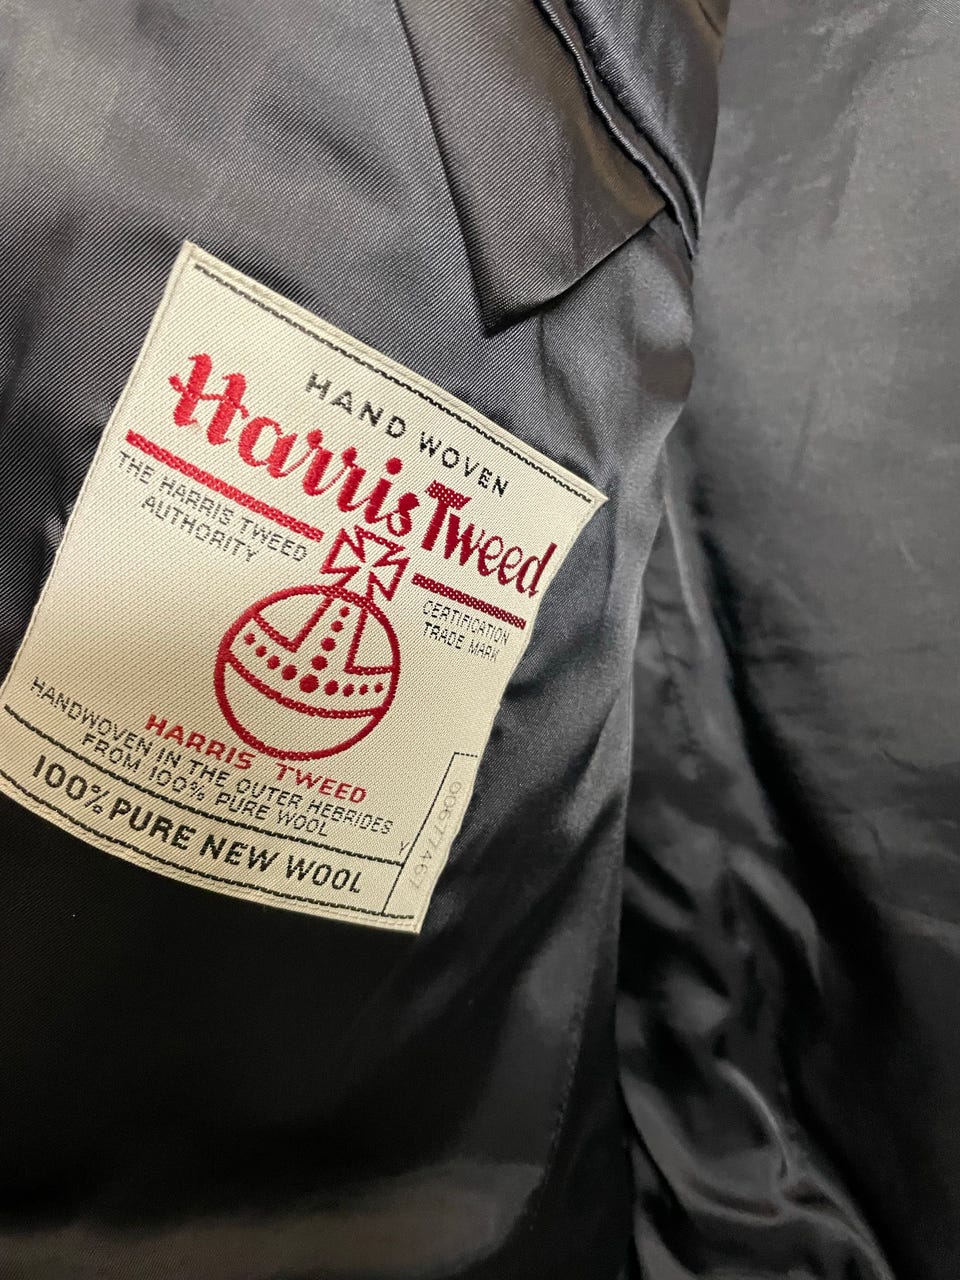 HAND WOVEN
Harris Tweed
THE HARRIS TWEED
AUTHORITY
CERTIFICATION
TRADE MARK
HARRIS TWEED
HANDWOVEN IN THE OUTER HEBRIDES
FROM 100% PURE WOOL
Y
100% PURE NEW WOOL
00677467